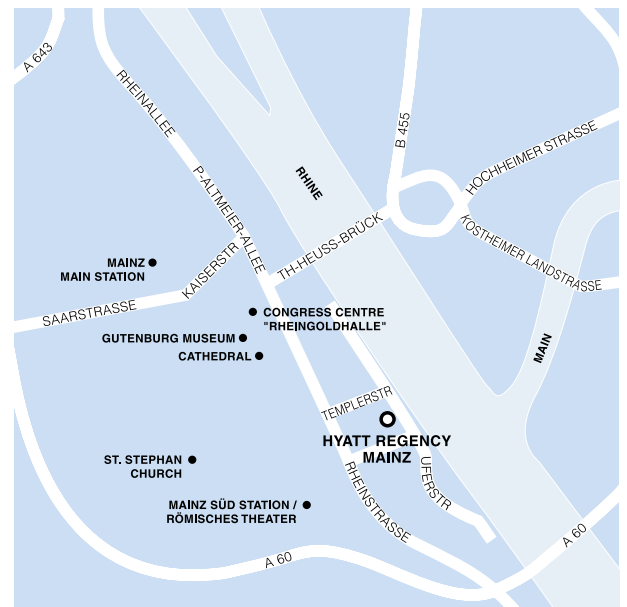 A 643
RHEINALLEE
B 455
HOCHHEIMER STRASSE
RHINE
P-ALTMEIER-ALLEE
TH-HEUSS-BRÜCK
KOSTHEIMER LANDSTRASSE
MAINZ
MAIN STATION
KAISERSTR
SAARSTRASSE
CONGRESS CENTRE
"RHEINGOLDHALLE"
GUTENBURG MUSEUM
CATHEDRAL
MAIN
TEMPLERSTR
HYATT REGENCY
MAINZ
ST. STEPHAN
CHURCH
RHEINSTRASSE
UFERSTR
MAINZ SÜD STATION /
RÖMISCHES THEATER
A 60
A 60